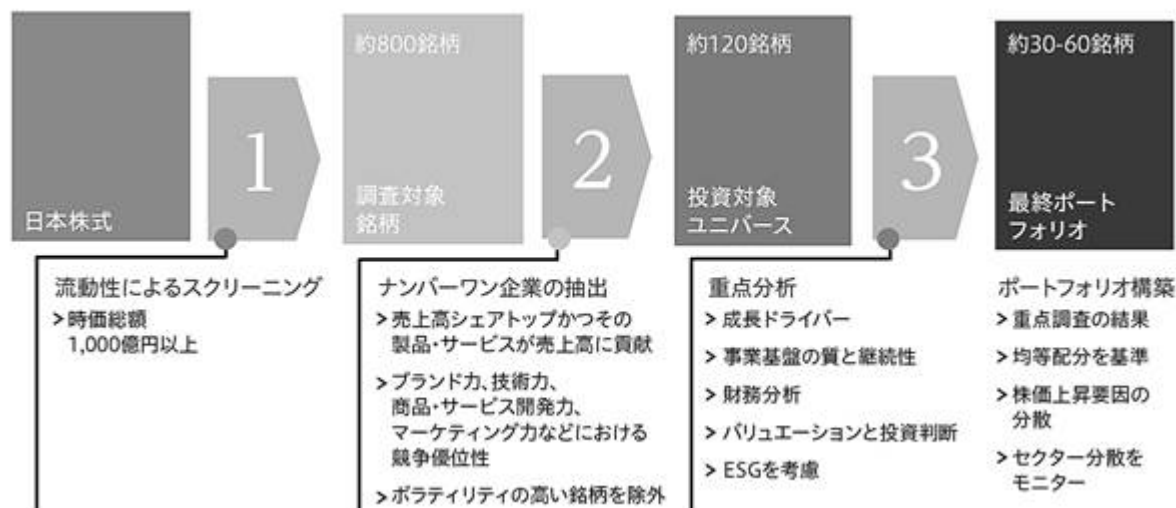 日本株式
1
約800銘柄
調査対象
銘柄
2
約120銘柄
投資対象
ユニバース
3
約30-60銘柄
最終ポート
フォリオ
流動性によるスクリーニング
>時価総額
1,000億円以上
ナンバーワン企業の抽出
>売上高シェアトップかつその
製品・サービスが売上高に貢献
>ブランド力、技術力、
商品・サービス開発力、
マーケティング力などにおける
競争優位性
>ボラティリティの高い銘柄を除外
重点分析
>成長ドライバー
>事業基盤の質と継続性
>財務分析
>バリュエーションと投資判断
>ESGを考慮
ポートフォリオ構築
>重点調査の結果
>均等配分を基準
>株価上昇要因の
分散
>セクター分散を
モニター